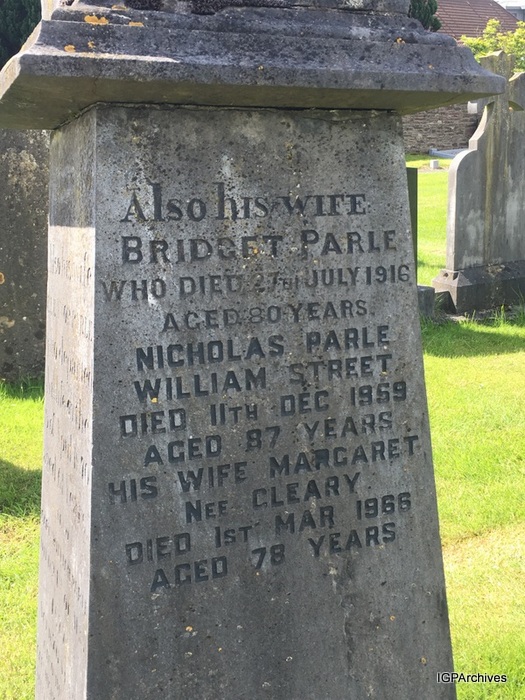 Also his wife
Bridget Parle
who died 27th July 1916
aged 80 years.
Nicholas Parle
William Street
Died 11th Dec 1959
Aged 87 years.
His wife Margaret
Nee Cleary
Died 1st Mar 1966
Aged 78 years
IGPArchives